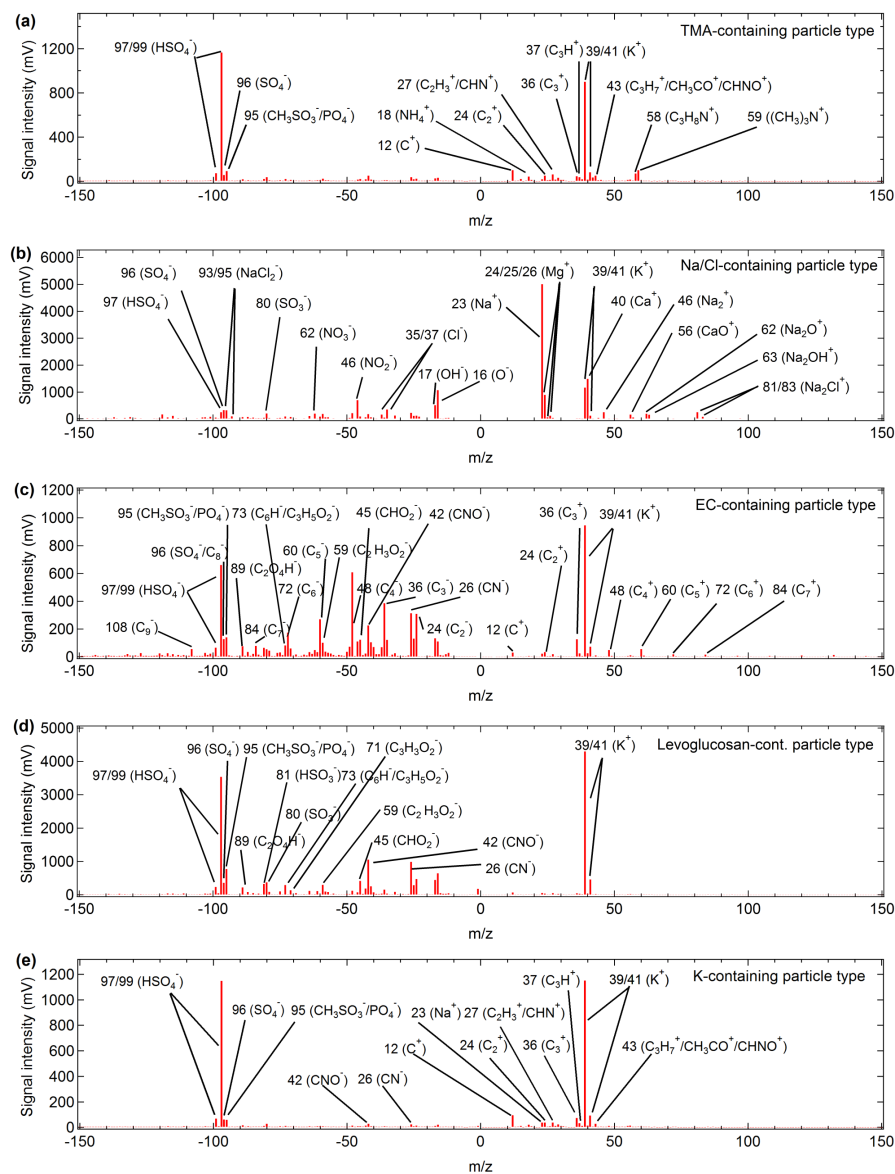 (a)
TMA-containing particle type
Signal intensity (mV)
1200
800
400
0
97/99 (HSO₄⁻)
96 (SO₄⁻)
95 (CH₃SO₃⁻/PO₄⁻)
27 (C₂H₃⁺/CHN⁺)
18 (NH₄⁺)
24 (C₂⁺)
12 (C⁺)
37 (C₃H⁺)
39/41 (K⁺)
36 (C₃⁺)
43 (C₃H₇⁺/CH₃CO⁺/CHNO⁺)
58 (C₃H₈N⁺)
59 ((CH₃)₃N⁺)
-150 -100 -50 0 50 100 150
m/z
(b)
Na/Cl-containing particle type
Signal intensity (mV)
6000
5000
4000
3000
2000
1000
0
96 (SO₄⁻)
93/95 (NaCl₂⁻)
97 (HSO₄⁻)
80 (SO₃⁻)
62 (NO₃⁻)
46 (NO₂⁻)
35/37 (Cl⁻)
17 (OH⁻)
16 (O⁻)
24/25/26 (Mg⁺)
39/41 (K⁺)
23 (Na⁺)
40 (Ca⁺)
46 (Na₂⁺)
56 (CaO⁺)
62 (Na₂O⁺)
63 (Na₂OH⁺)
81/83 (Na₂Cl⁺)
-150 -100 -50 0 50 100 150
m/z
(c)
EC-containing particle type
Signal intensity (mV)
1200
1000
800
600
400
200
0
95 (CH₃SO₃⁻/PO₄⁻)
73 (C₆H⁻/C₃H₅O₂⁻)
45 (CHO₂⁻)
42 (CNO⁻)
96 (SO₄⁻/C₈⁻)
60 (C₅⁻)
59 (C₂H₃O₂⁻)
89 (C₂O₄H⁻)
97/99 (HSO₄⁻)
72 (C₆⁻)
48 (C₄⁻)
36 (C₃⁻)
26 (CN⁻)
108 (C₉⁻)
84 (C₇⁻)
24 (C₂⁻)
12 (C⁺)
36 (C₃⁺)
39/41 (K⁺)
24 (C₂⁺)
48 (C₄⁺)
60 (C₅⁺)
72 (C₆⁺)
84 (C₇⁺)
-150 -100 -50 0 50 100 150
m/z
(d)
Levoglucosan-cont. particle type
Signal intensity (mV)
5000
4000
3000
2000
1000
0
96 (SO₄⁻)
95 (CH₃SO₃⁻/PO₄⁻)
71 (C₃H₃O₂⁻)
97/99 (HSO₄⁻)
81 (HSO₃⁻)
73 (C₆H⁻/C₃H₅O₂⁻)
80 (SO₃⁻)
59 (C₂H₃O₂⁻)
89 (C₂O₄H⁻)
45 (CHO₂⁻)
42 (CNO⁻)
26 (CN⁻)
39/41 (K⁺)
-150 -100 -50 0 50 100 150
m/z
(e)
K-containing particle type
Signal intensity (mV)
1200
1000
800
600
400
200
0
97/99 (HSO₄⁻)
96 (SO₄⁻)
95 (CH₃SO₃⁻/PO₄⁻)
42 (CNO⁻)
26 (CN⁻)
23 (Na⁺)
27 (C₂H₃⁺/CHN⁺)
12 (C⁺)
24 (C₂⁺)
36 (C₃⁺)
37 (C₃H⁺)
39/41 (K⁺)
43 (C₃H₇⁺/CH₃CO⁺/CHNO⁺)
-150 -100 -50 0 50 100 150
m/z